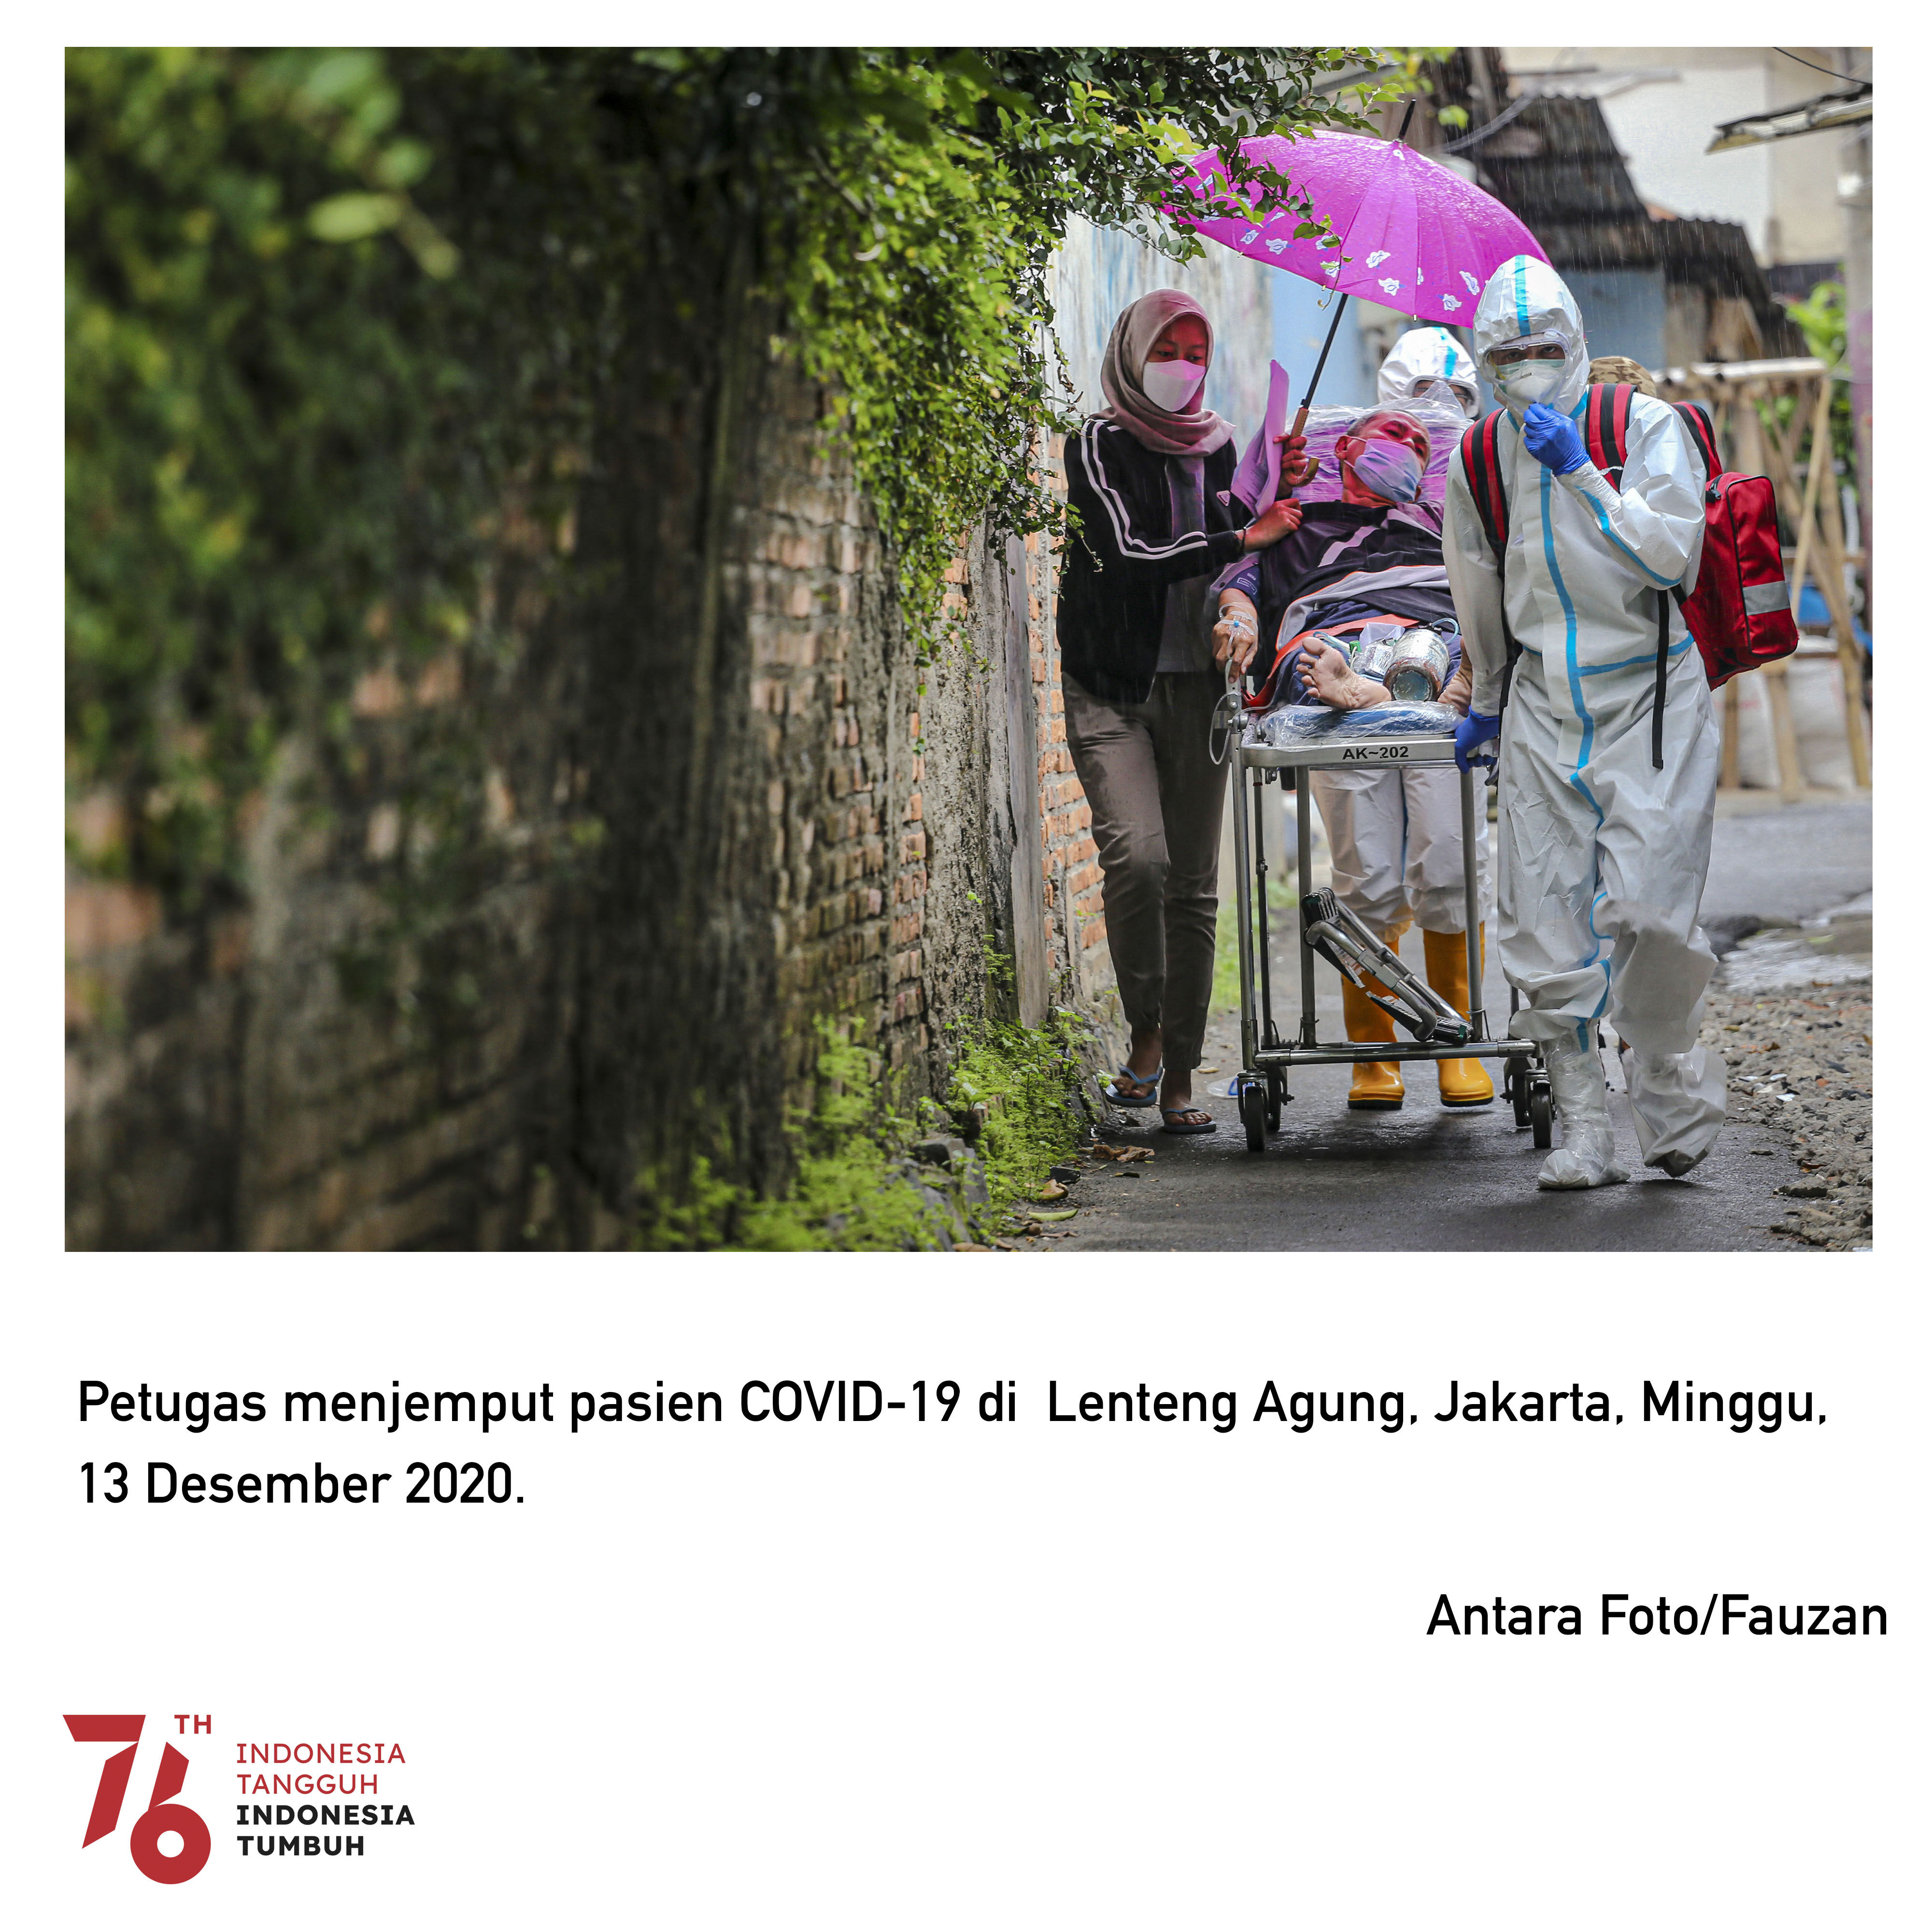 AK~202
Petugas menjemput pasien COVID-19 di Lenteng Agung, Jakarta, Minggu,
13 Desember 2020.
Antara Foto/Fauzan
76 TH
INDONESIA
TANGGUH
INDONESIA
TUMBUH